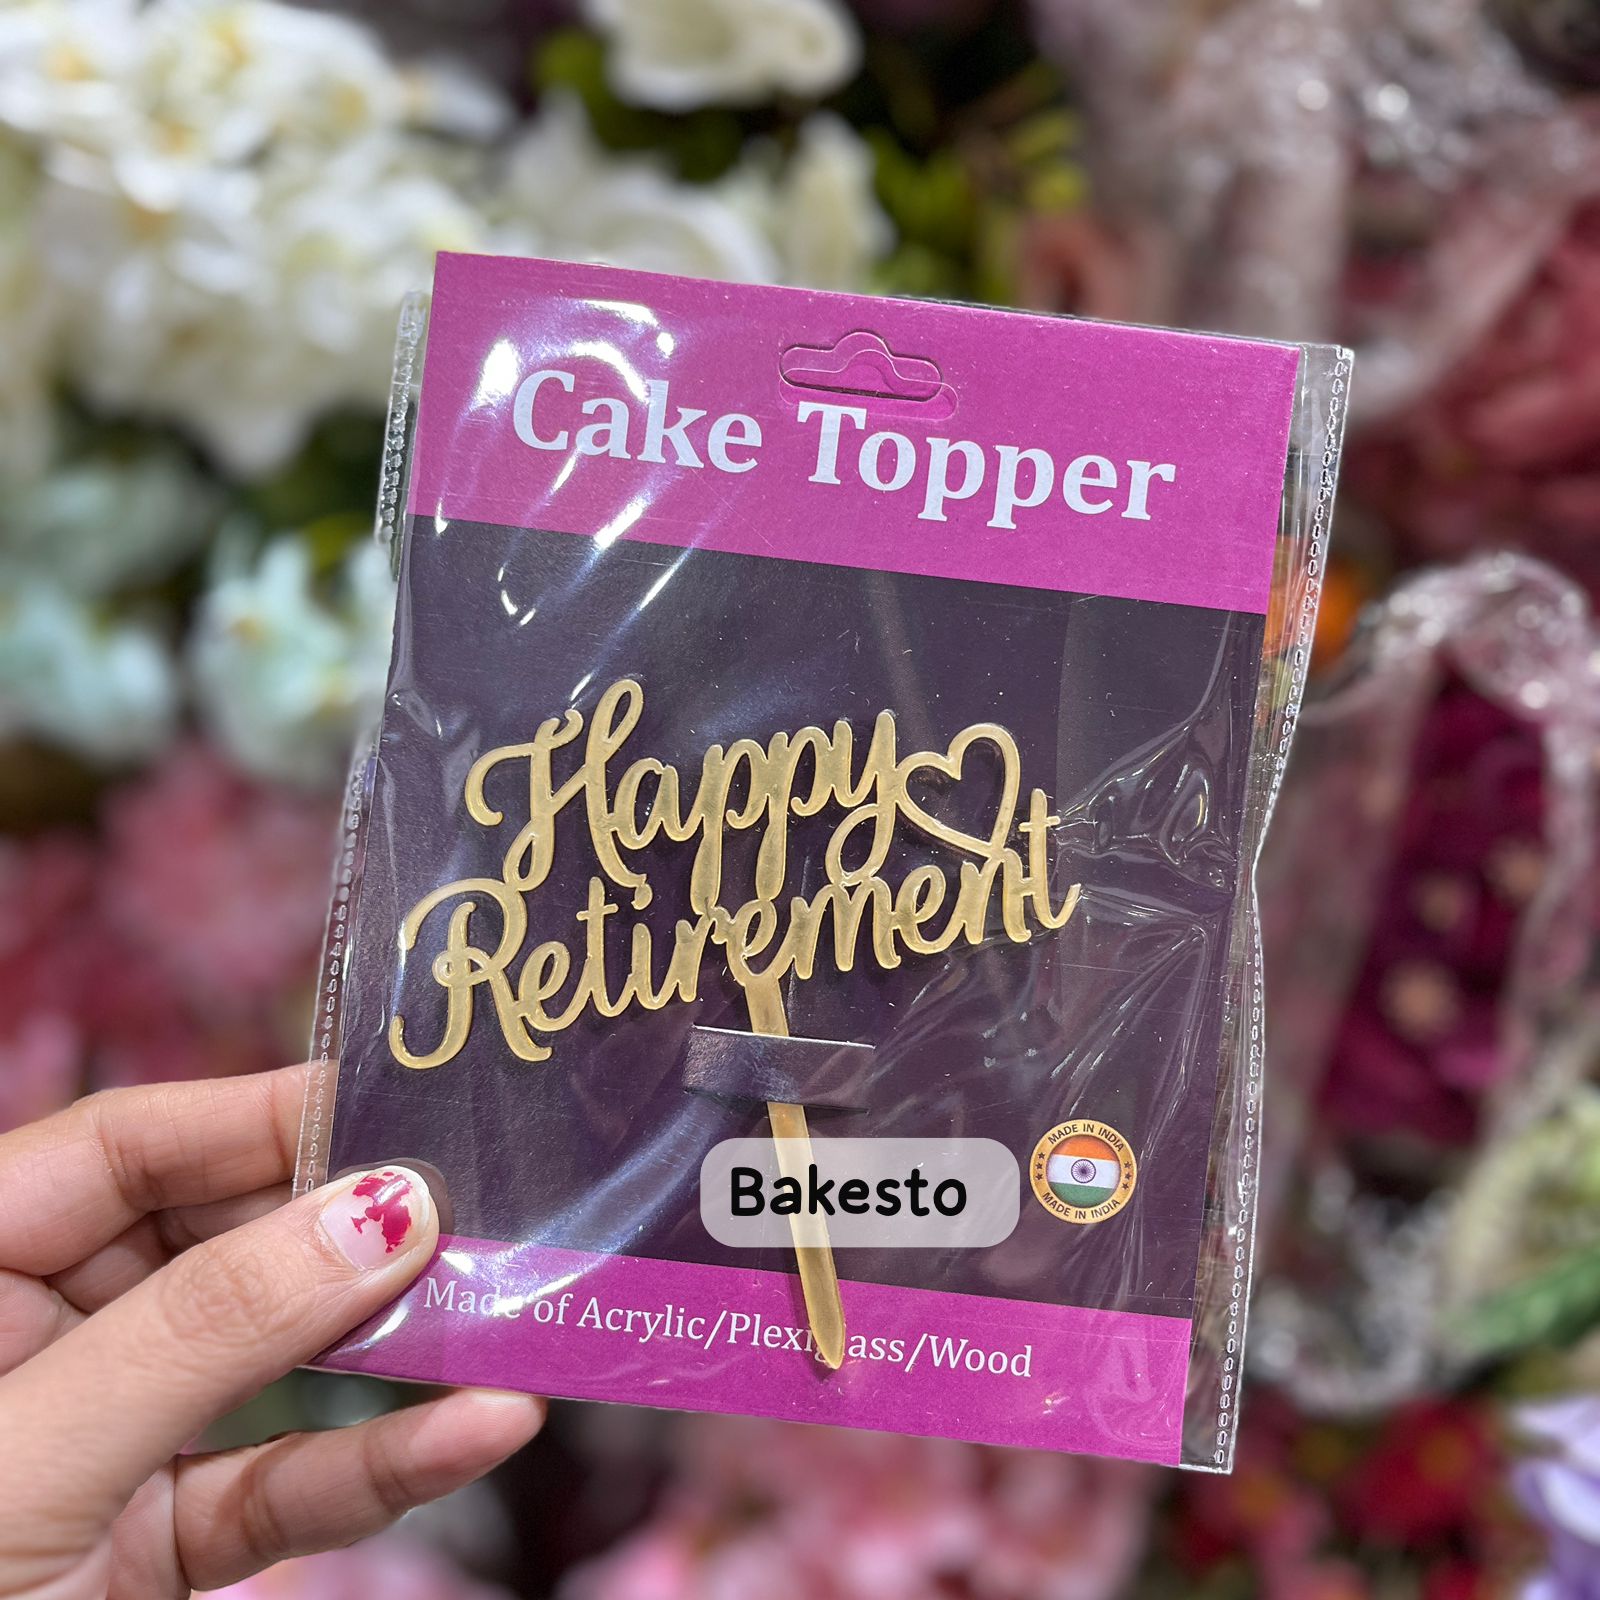 Cake Topper
Happy
Retirement
Bakesto
MADE IN INDIA
MADE IN INDIA
Made of Acrylic/Plexiglass/Wood